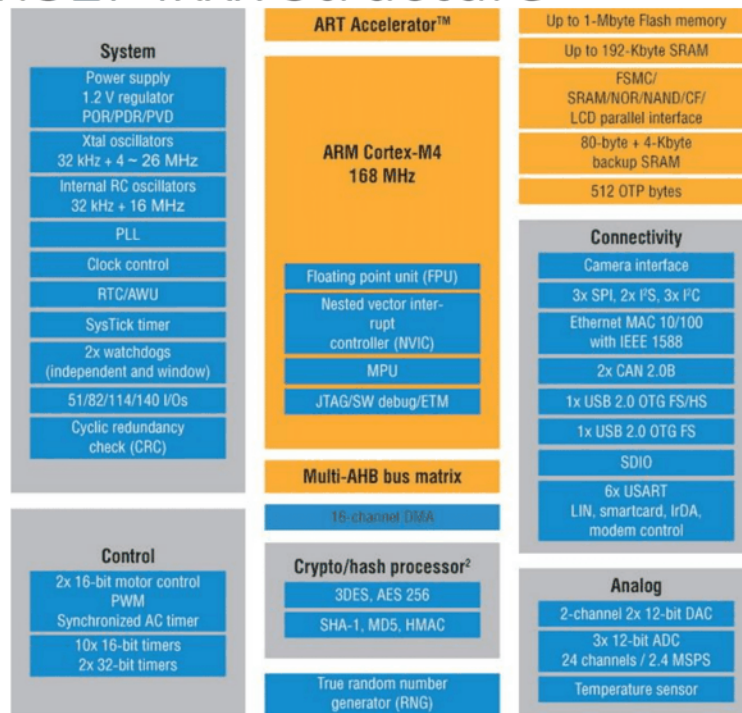 System
Power supply
1.2 V regulator
POR/PDR/PVD
Xtal oscillators
32 kHz + 4 ~ 26 MHz
Internal RC oscillators
32 kHz + 16 MHz
PLL
Clock control
RTC/AWU
SysTick timer
2x watchdogs
(independent and window)
51/82/114/140 I/Os
Cyclic redundancy
check (CRC)
Control
2x 16-bit motor control
PWM
Synchronized AC timer
10x 16-bit timers
2x 32-bit timers
ART Accelerator™
ARM Cortex-M4
168 MHz
Floating point unit (FPU)
Nested vector inter-
rupt
controller (NVIC)
MPU
JTAG/SW debug/ETM
Multi-AHB bus matrix
16-channel DMA
Crypto/hash processor²
3DES, AES 256
SHA-1, MD5, HMAC
True random number
generator (RNG)
Up to 1-Mbyte Flash memory
Up to 192-Kbyte SRAM
FSMC/
SRAM/NOR/NAND/CF/
LCD parallel interface
80-byte + 4-Kbyte
backup SRAM
512 OTP bytes
Connectivity
Camera interface
3x SPI, 2x I²S, 3x I²C
Ethernet MAC 10/100
with IEEE 1588
2x CAN 2.0B
1x USB 2.0 OTG FS/HS
1x USB 2.0 OTG FS
SDIO
6x USART
LIN, smartcard, IrDA,
modem control
Analog
2-channel 2x 12-bit DAC
3x 12-bit ADC
24 channels / 2.4 MSPS
Temperature sensor